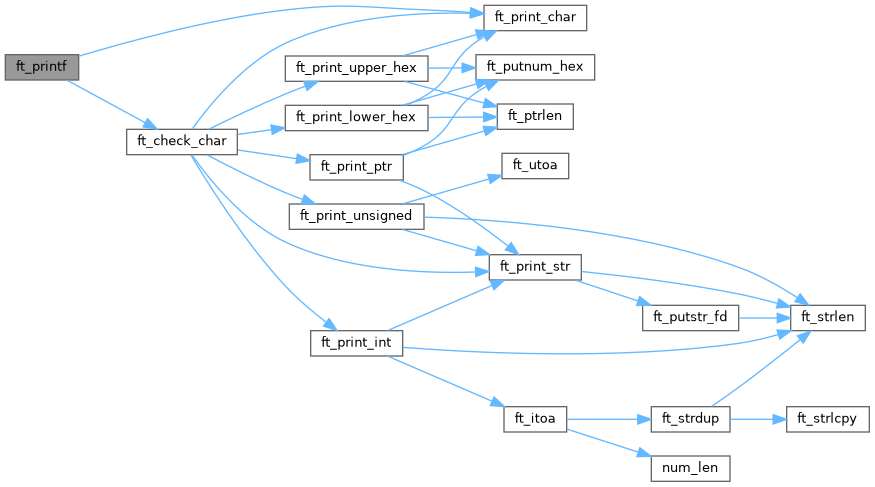 ft_print_char
ft_printf
ft_print_upper_hex
ft_putnum_hex
ft_print_lower_hex
ft_ptrlen
ft_check_char
ft_print_ptr
ft_utoa
ft_print_unsigned
ft_print_str
ft_putstr_fd
ft_strlen
ft_print_int
ft_itoa
ft_strdup
ft_strlcpy
num_len